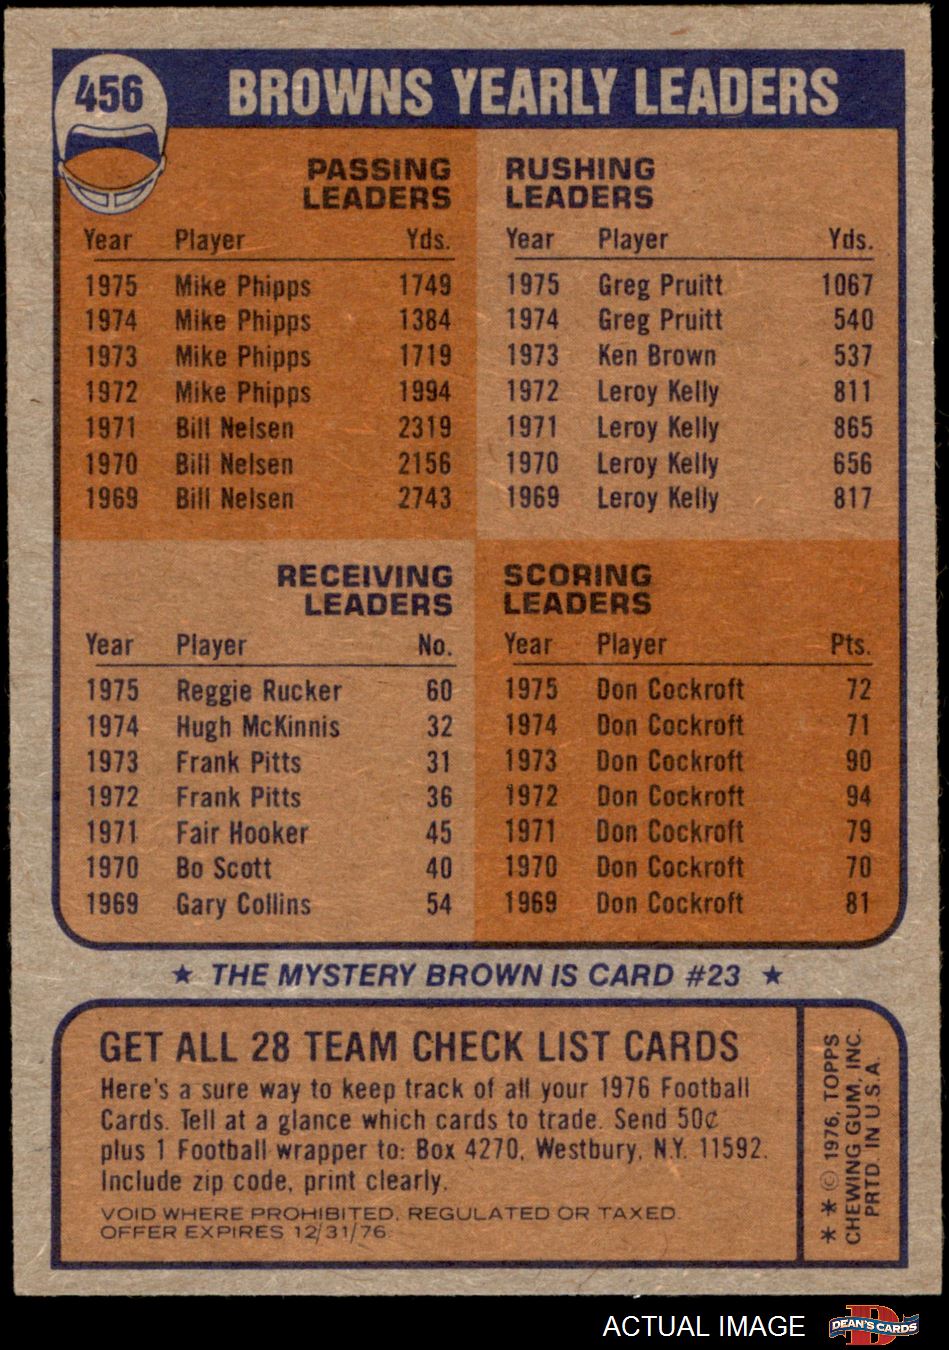 456
BROWNS YEARLY LEADERS
PASSING
LEADERS
Year Player Yds.
1975 Mike Phipps 1749
1974 Mike Phipps 1384
1973 Mike Phipps 1719
1972 Mike Phipps 1994
1971 Bill Nelsen 2319
1970 Bill Nelsen 2156
1969 Bill Nelsen 2743
RUSHING
LEADERS
Year Player Yds.
1975 Greg Pruitt 1067
1974 Greg Pruitt 540
1973 Ken Brown 537
1972 Leroy Kelly 811
1971 Leroy Kelly 865
1970 Leroy Kelly 656
1969 Leroy Kelly 817
RECEIVING
LEADERS
Year Player No.
1975 Reggie Rucker 60
1974 Hugh McKinnis 32
1973 Frank Pitts 31
1972 Frank Pitts 36
1971 Fair Hooker 45
1970 Bo Scott 40
1969 Gary Collins 54
SCORING
LEADERS
Year Player Pts.
1975 Don Cockroft 72
1974 Don Cockroft 71
1973 Don Cockroft 90
1972 Don Cockroft 94
1971 Don Cockroft 79
1970 Don Cockroft 70
1969 Don Cockroft 81
★ THE MYSTERY BROWN IS CARD #23 ★
GET ALL 28 TEAM CHECK LIST CARDS
Here's a sure way to keep track of all your 1976 Football
Cards. Tell at a glance which cards to trade. Send 50¢
plus 1 Football wrapper to: Box 4270, Westbury, N.Y. 11592.
Include zip code, print clearly.
VOID WHERE PROHIBITED, REGULATED OR TAXED.
OFFER EXPIRES 12/31/76.
** © 1976, TOPPS
CHEWING GUM, INC.
PRTD. IN U.S.A.
ACTUAL IMAGE
D
DEAN'S CARDS